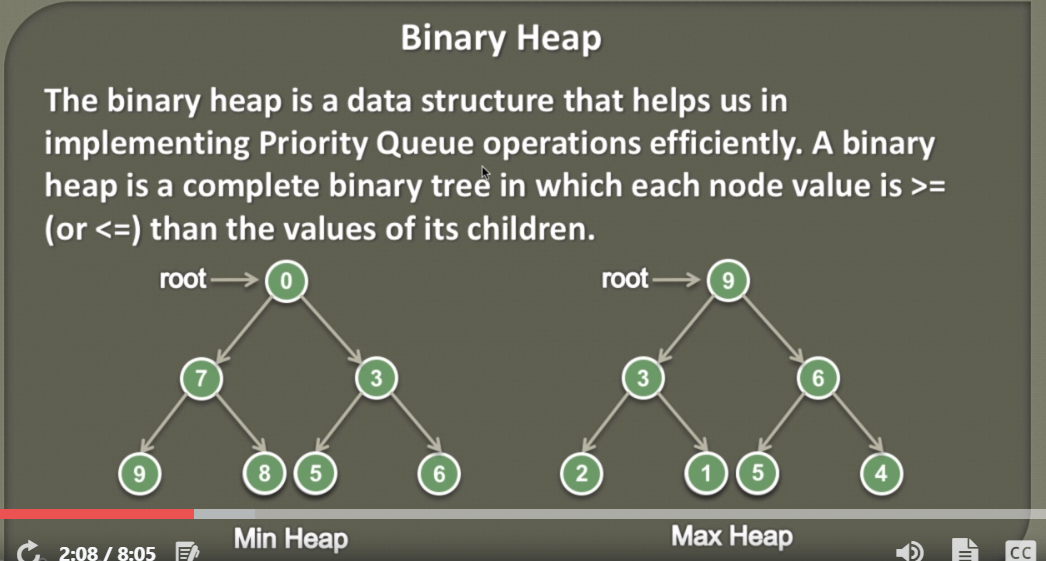 Binary Heap
The binary heap is a data structure that helps us in
implementing Priority Queue operations efficiently. A binary
heap is a complete binary tree in which each node value is >=
(or <=) than the values of its children.
root 0 root 9
7 3 3 6
9 8 5 6 2 1 5 4
Min Heap Max Heap
2:08 / 8:05 CC